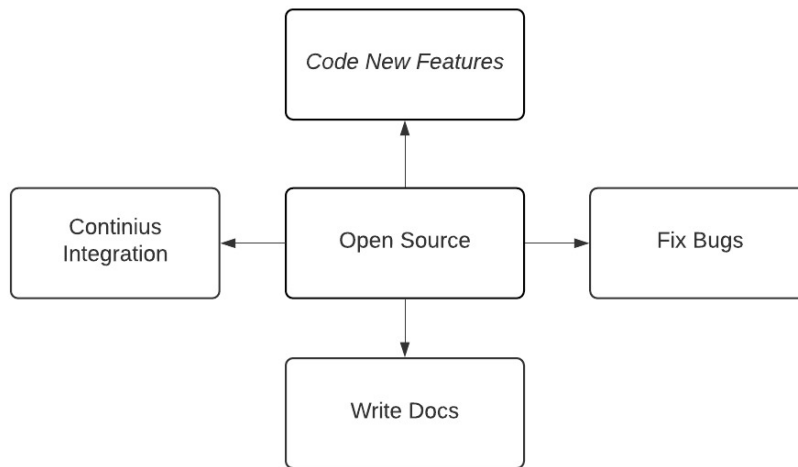 Code New Features
Continius
Integration
Open Source
Fix Bugs
Write Docs